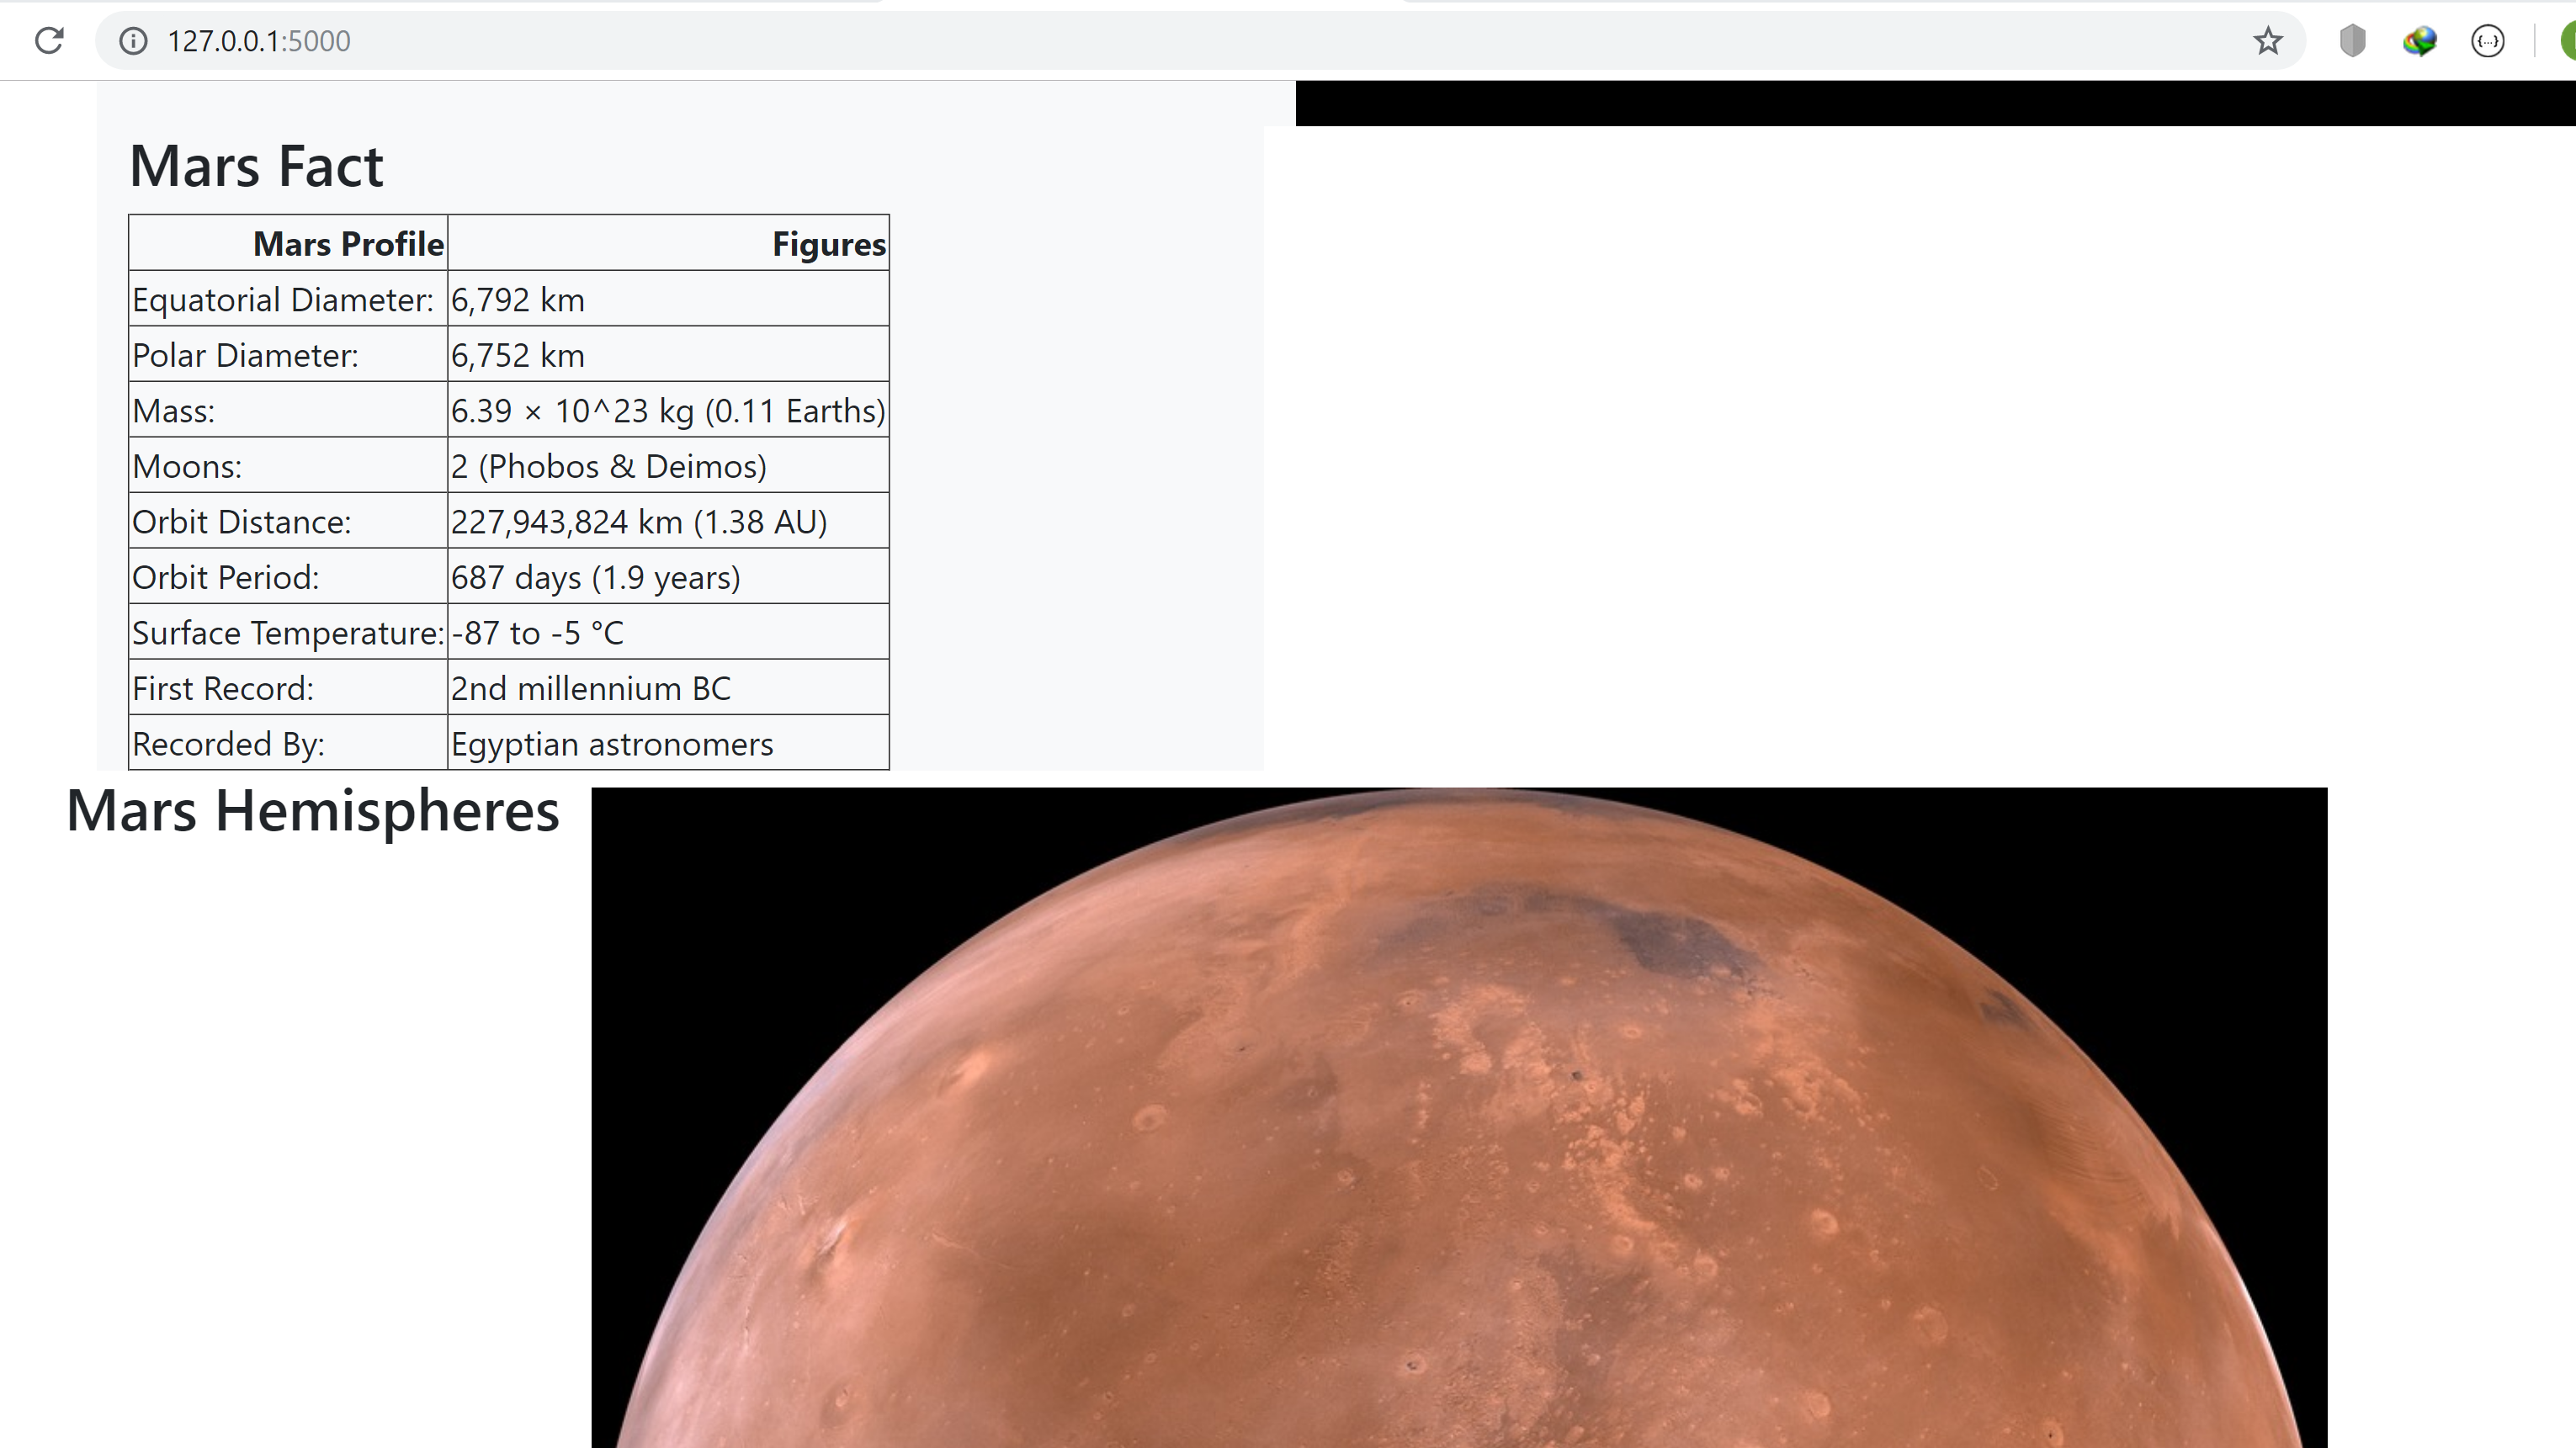 127.0.0.1:5000
Mars Fact
Mars Profile Figures
Equatorial Diameter: 6,792 km
Polar Diameter: 6,752 km
Mass: 6.39 × 10^23 kg (0.11 Earths)
Moons: 2 (Phobos & Deimos)
Orbit Distance: 227,943,824 km (1.38 AU)
Orbit Period: 687 days (1.9 years)
Surface Temperature: -87 to -5 °C
First Record: 2nd millennium BC
Recorded By: Egyptian astronomers
Mars Hemispheres